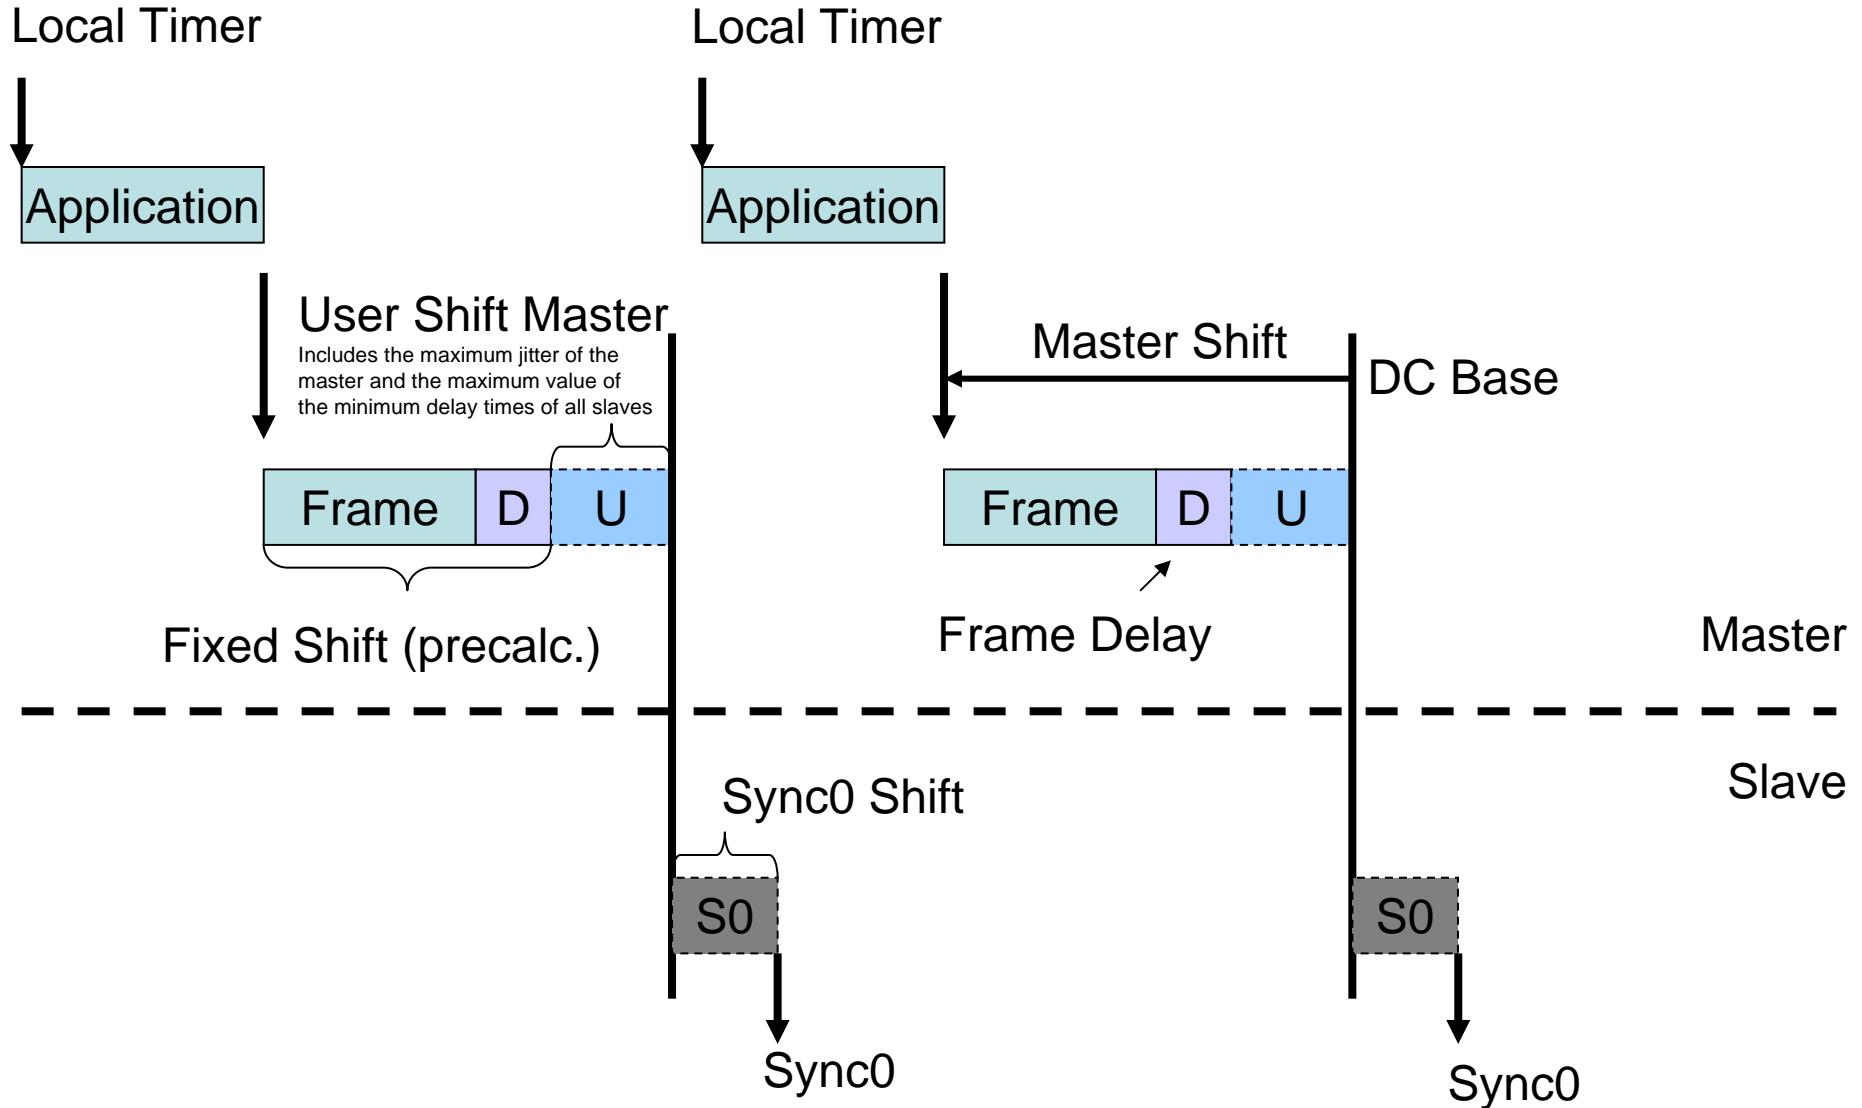 Local Timer
Local Timer
Application
Application
User Shift Master
Includes the maximum jitter of the
master and the maximum value of
the minimum delay times of all slaves
Master Shift
DC Base
Frame
D
U
Frame
D
U
Fixed Shift (precalc.)
Frame Delay
Master
Slave
Sync0 Shift
S0
S0
Sync0
Sync0